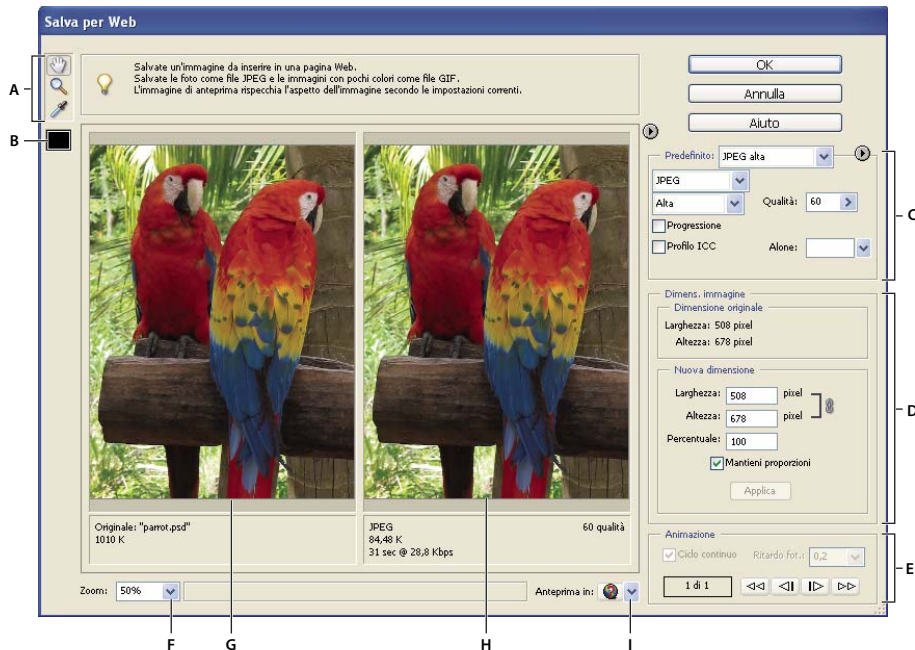 Salva per Web
A
B
Salvate un'immagine da inserire in una pagina Web.
Salvate le foto come file JPEG e le immagini con pochi colori come file GIF.
L'immagine di anteprima rispecchia l'aspetto dell'immagine secondo le impostazioni correnti.
OK
Annulla
Aiuto
Predefinito: JPEG alta
JPEG
Alta Qualità: 60
Progressione
Profilo ICC Alone:
C
Dimens. immagine
Dimensione originale
Larghezza: 508 pixel
Altezza: 678 pixel
Nuova dimensione
Larghezza: 508 pixel
Altezza: 678 pixel
Percentuale: 100
Mantieni proporzioni
Applica
D
Originale: "parrot.psd"
1010 K
JPEG 60 qualità
84,48 K
31 sec @ 28,8 Kbps
Animazione
Ciclo continuo Ritardo fot.: 0,2
1 di 1
E
Zoom: 50% Anteprima in:
F G H I